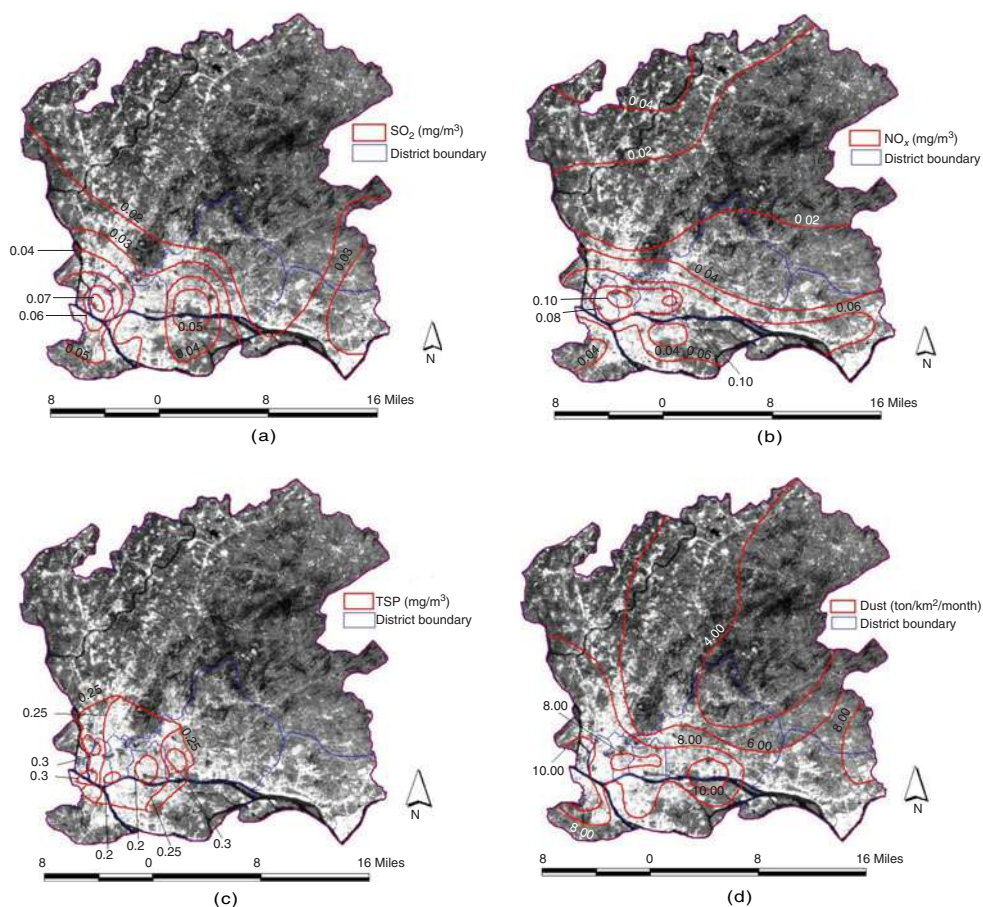 (a)
SO₂ (mg/m³)
District boundary
0.02
0.03
0.03
0.04
0.07
0.06
0.05
0.05
0.04
N
8 0 8 16 Miles
(a)
(b)
NOₓ (mg/m³)
District boundary
0.04
0.02
0.02
0.04
0.06
0.10
0.08
0.04
0.04
0.06
0.10
N
8 0 8 16 Miles
(b)
(c)
TSP (mg/m³)
District boundary
0.25
0.25
0.25
0.3
0.3
0.2
0.2
0.25
0.3
N
8 0 8 16 Miles
(c)
(d)
Dust (ton/km²/month)
District boundary
4.00
8.00
8.00
6.00
8.00
10.00
10.00
8.00
N
8 0 8 16 Miles
(d)